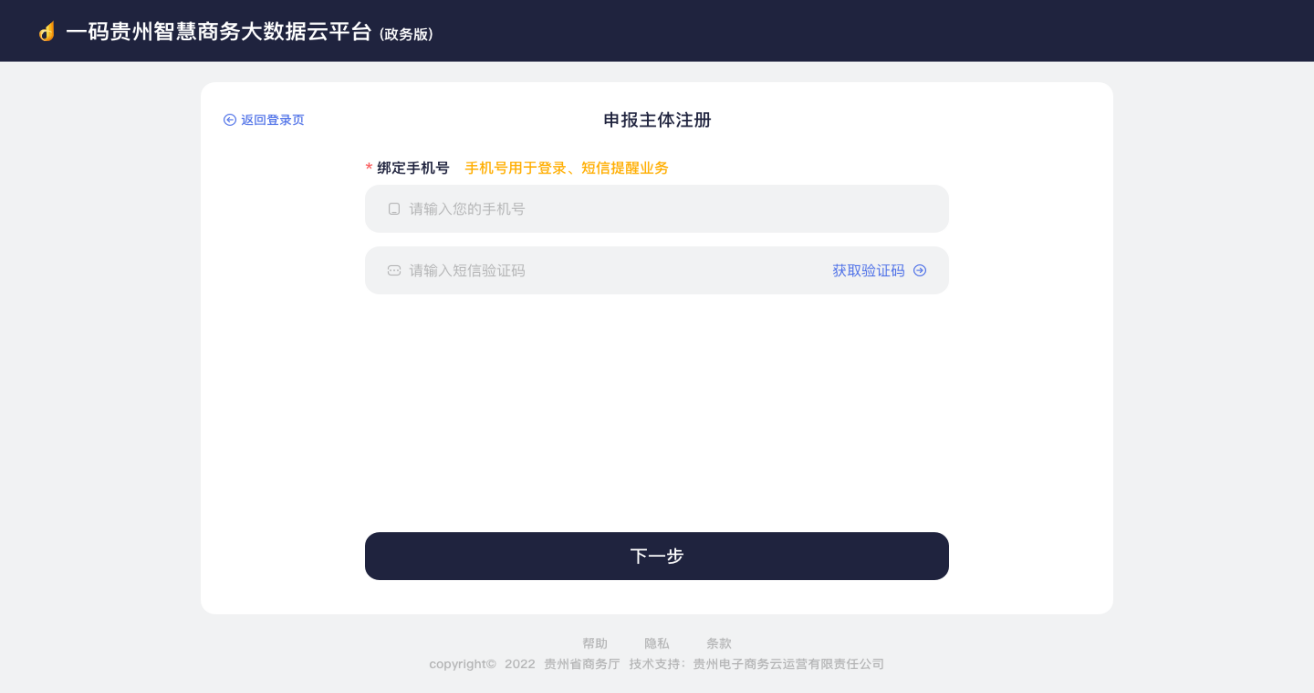 一码贵州智慧商务大数据云平台 (政务版)
返回登录页
申报主体注册
* 绑定手机号 手机号用于登录、短信提醒业务
请输入您的手机号
请输入短信验证码 获取验证码
下一步
帮助 隐私 条款
copyright© 2022 贵州省商务厅 技术支持：贵州电子商务云运营有限责任公司